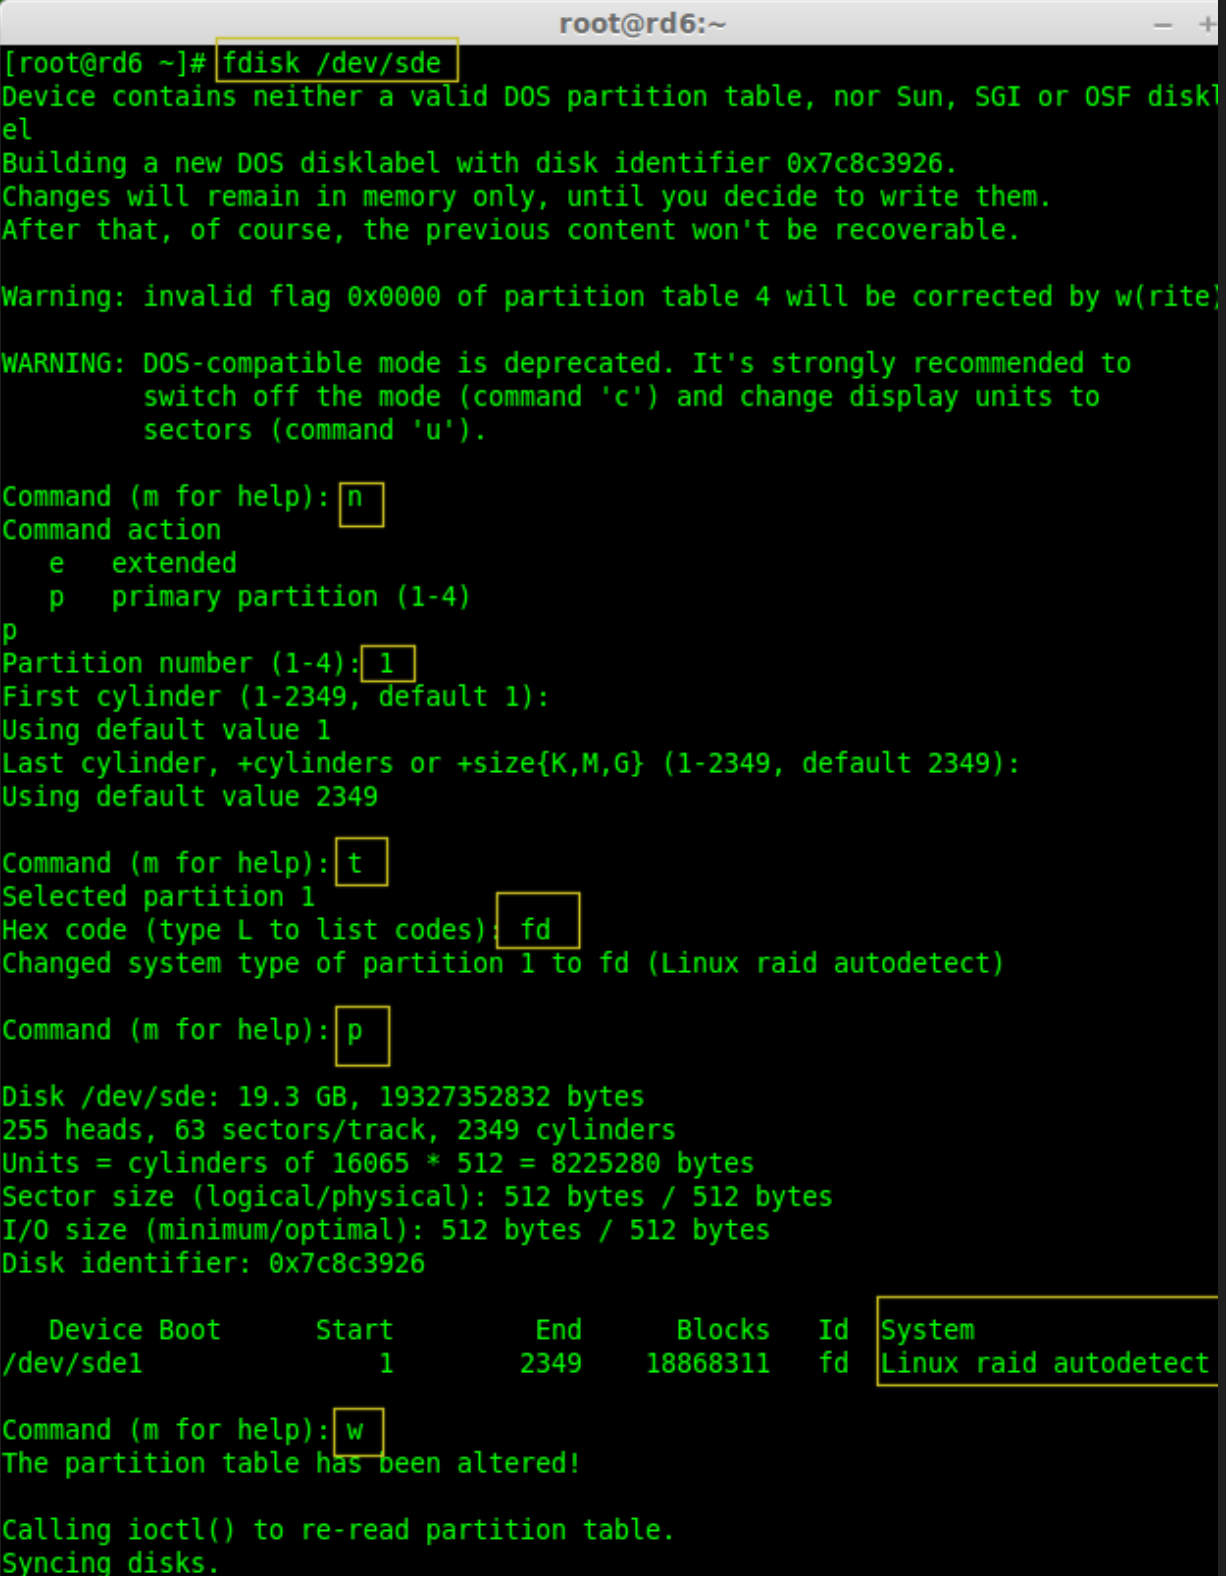 root@rd6:~
[root@rd6 ~]# fdisk /dev/sde
Device contains neither a valid DOS partition table, nor Sun, SGI or OSF diskl
el
Building a new DOS disklabel with disk identifier 0x7c8c3926.
Changes will remain in memory only, until you decide to write them.
After that, of course, the previous content won't be recoverable.

Warning: invalid flag 0x0000 of partition table 4 will be corrected by w(rite)

WARNING: DOS-compatible mode is deprecated. It's strongly recommended to
         switch off the mode (command 'c') and change display units to
         sectors (command 'u').

Command (m for help): n
Command action
   e   extended
   p   primary partition (1-4)
p
Partition number (1-4): 1
First cylinder (1-2349, default 1):
Using default value 1
Last cylinder, +cylinders or +size{K,M,G} (1-2349, default 2349):
Using default value 2349

Command (m for help): t
Selected partition 1
Hex code (type L to list codes): fd
Changed system type of partition 1 to fd (Linux raid autodetect)

Command (m for help): p

Disk /dev/sde: 19.3 GB, 19327352832 bytes
255 heads, 63 sectors/track, 2349 cylinders
Units = cylinders of 16065 * 512 = 8225280 bytes
Sector size (logical/physical): 512 bytes / 512 bytes
I/O size (minimum/optimal): 512 bytes / 512 bytes
Disk identifier: 0x7c8c3926

   Device Boot      Start         End      Blocks   Id  System
/dev/sde1               1        2349    18868311   fd  Linux raid autodetect

Command (m for help): w
The partition table has been altered!

Calling ioctl() to re-read partition table.
Syncing disks.